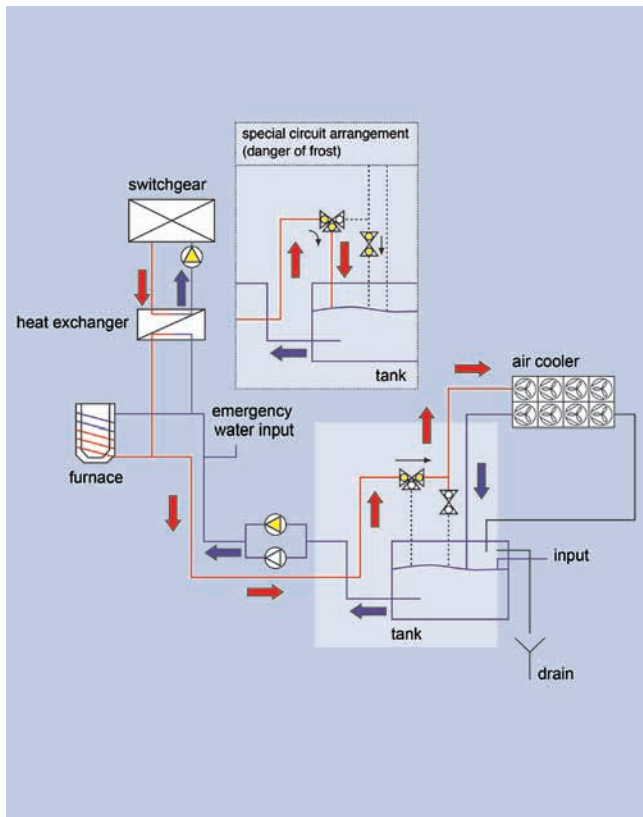 special circuit arrangement
(danger of frost)
switchgear
heat exchanger
tank
air cooler
emergency
water input
furnace
input
tank
drain